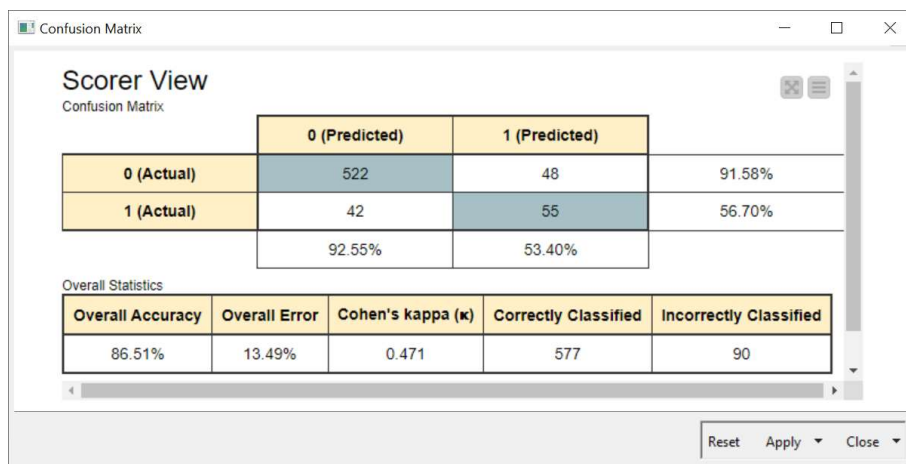 Confusion Matrix
Scorer View
Confusion Matrix
0 (Predicted) 1 (Predicted)
0 (Actual) 522 48 91.58%
1 (Actual) 42 55 56.70%
92.55% 53.40%
Overall Statistics
Overall Accuracy Overall Error Cohen's kappa (κ) Correctly Classified Incorrectly Classified
86.51% 13.49% 0.471 577 90
Reset Apply Close